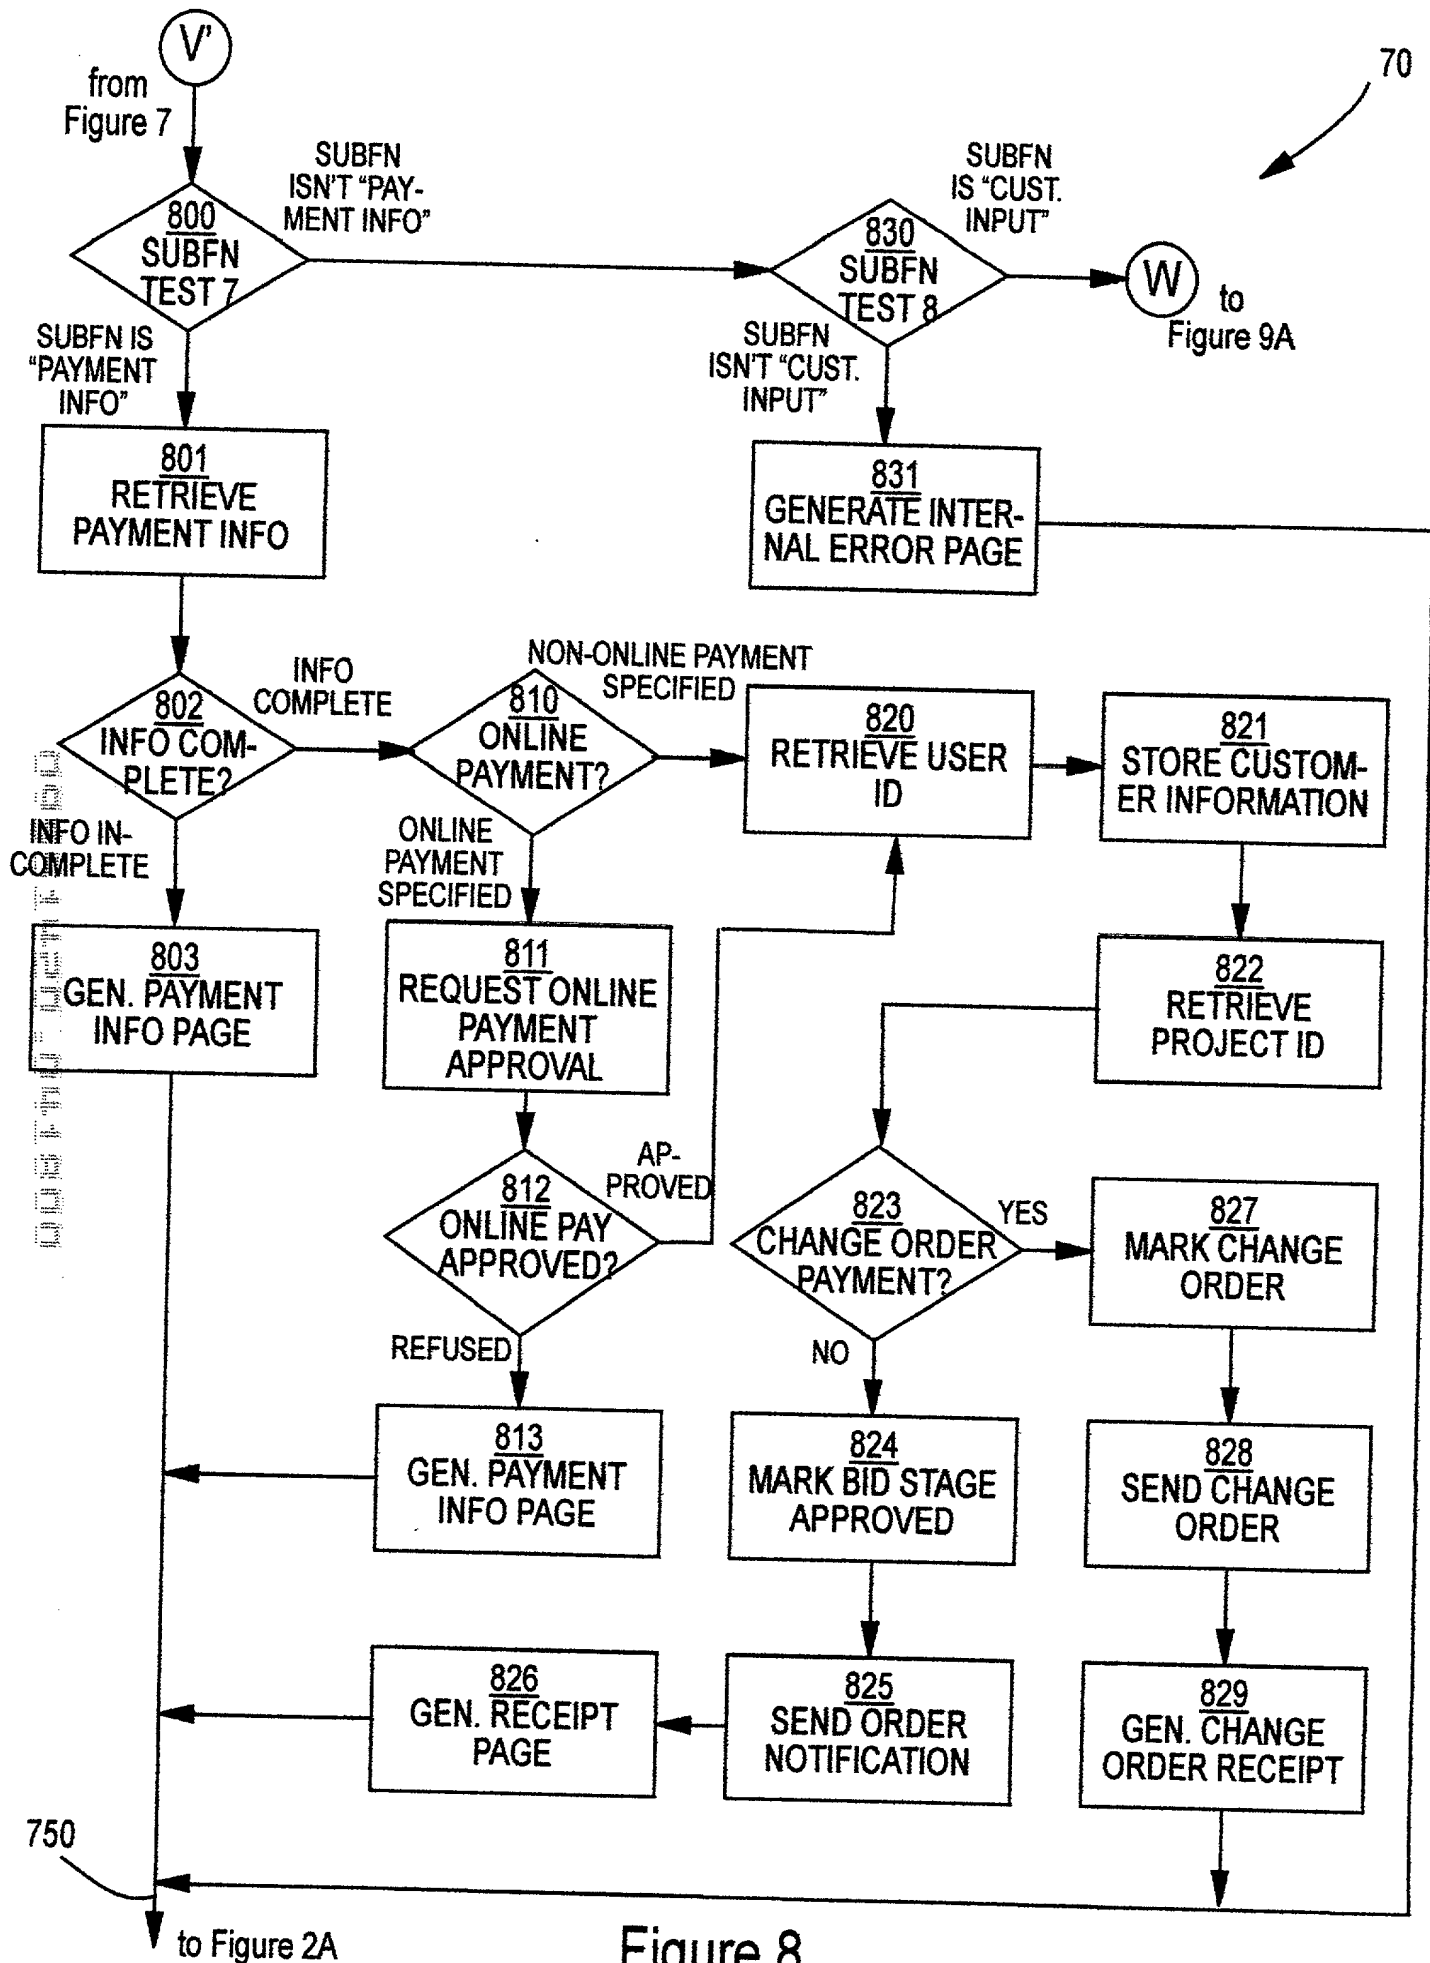 V'
from
Figure 7
70
SUBFN
ISN'T "PAY-
MENT INFO"
SUBFN
IS "CUST.
INPUT"
800
SUBFN
TEST 7
830
SUBFN
TEST 8
W
to
Figure 9A
SUBFN IS
"PAYMENT
INFO"
SUBFN
ISN'T "CUST.
INPUT"
801
RETRIEVE
PAYMENT INFO
831
GENERATE INTER-
NAL ERROR PAGE
802
INFO COM-
PLETE?
INFO
COMPLETE
810
ONLINE
PAYMENT?
NON-ONLINE PAYMENT
SPECIFIED
820
RETRIEVE USER
ID
821
STORE CUSTOM-
ER INFORMATION
INFO IN-
COMPLETE
ONLINE
PAYMENT
SPECIFIED
803
GEN. PAYMENT
INFO PAGE
811
REQUEST ONLINE
PAYMENT
APPROVAL
822
RETRIEVE
PROJECT ID
812
ONLINE PAY
APPROVED?
AP-
PROVED
823
CHANGE ORDER
PAYMENT?
YES
827
MARK CHANGE
ORDER
REFUSED
NO
813
GEN. PAYMENT
INFO PAGE
824
MARK BID STAGE
APPROVED
828
SEND CHANGE
ORDER
826
GEN. RECEIPT
PAGE
825
SEND ORDER
NOTIFICATION
829
GEN. CHANGE
ORDER RECEIPT
750
to Figure 2A
Figure 8